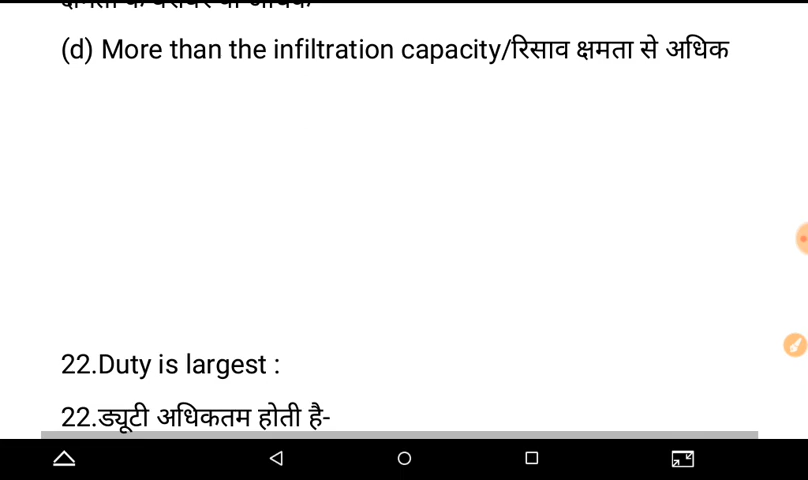 (d) More than the infiltration capacity/रिसाव क्षमता से अधिक
22.Duty is largest :
22.ड्यूटी अधिकतम होती है-